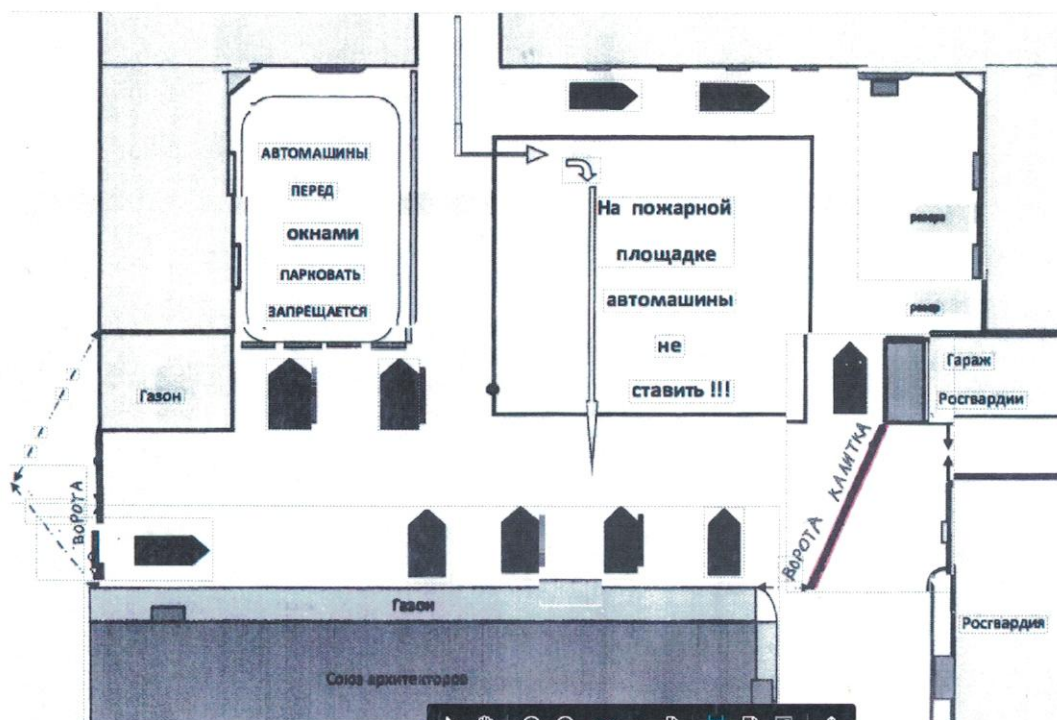 АВТОМАШИНЫ
ПЕРЕД
ОКНАМИ
ПАРКОВАТЬ
ЗАПРЕЩАЕТСЯ
На пожарной
площадке
автомашины
не
ставить !!!
Газон
Гараж
Росгвардии
ВОРОТА
ВОРОТА КАЛИТКА
Газон
Росгвардия
Союз архитекторов